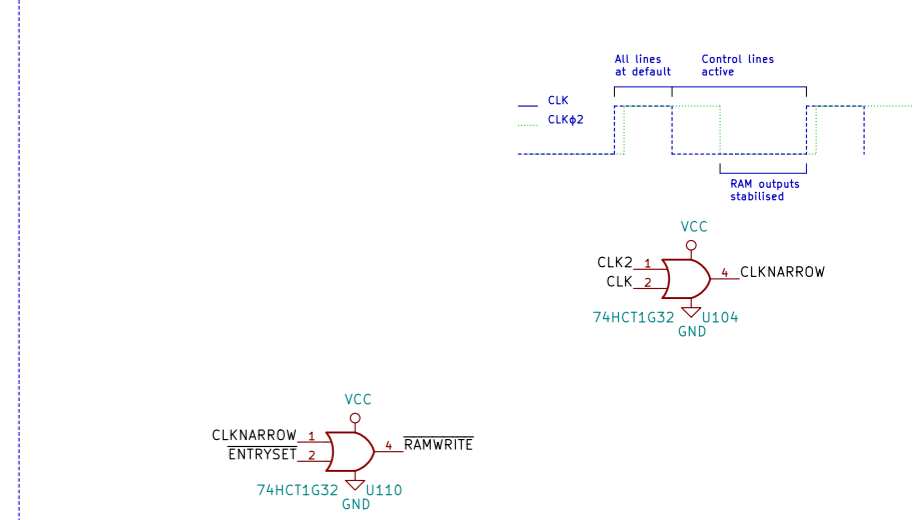 All lines
at default
Control lines
active
CLK
CLKϕ2
RAM outputs
stabilised
VCC
CLK2 1
CLK 2
4 CLKNARROW
74HCT1G32 U104
GND
VCC
CLKNARROW 1
ENTRYSET 2
4 RAMWRITE
74HCT1G32 U110
GND